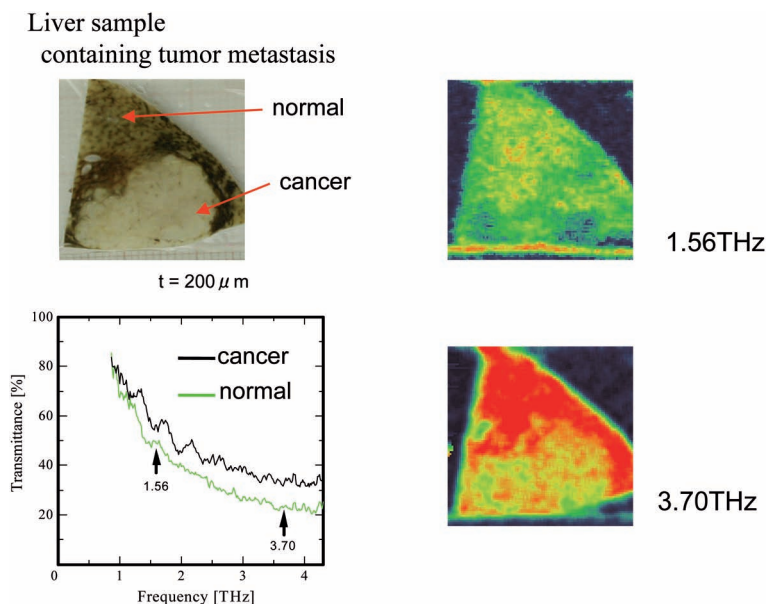 Liver sample
containing tumor metastasis
normal
cancer
t = 200 μm
1.56THz
100
80
60
40
20
0
1
2
3
4
Transmittance [%]
Frequency [THz]
cancer
normal
1.56
3.70
3.70THz